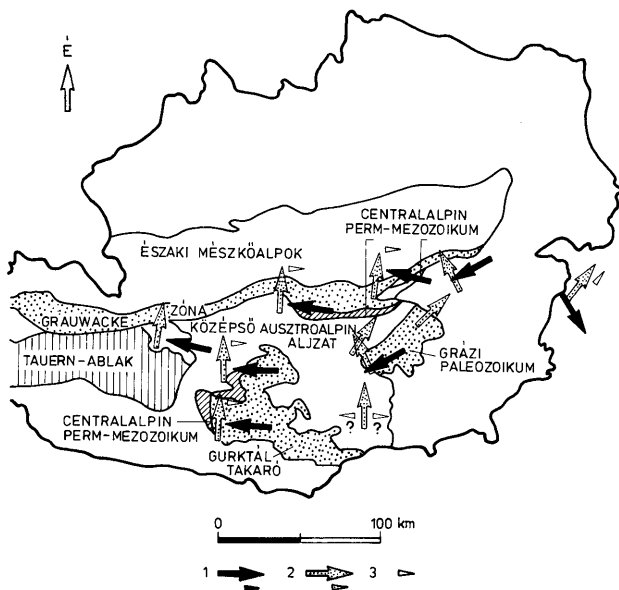 É
CENTRALALPIN
PERM-MEZOZOIKUM
ÉSZAKI MÉSZKŐALPOK
ZÓNA
GRAUWACKE
KÖZÉPSŐ AUSZTROALPIN
ALJZAT
TAUERN-ABLAK
GRÁZI
PALEOZOIKUM
CENTRALALPIN
PERM-MEZOZOIKUM
? ?
GURKTÁL
TAKARÓ
0 100 km
1 2 3